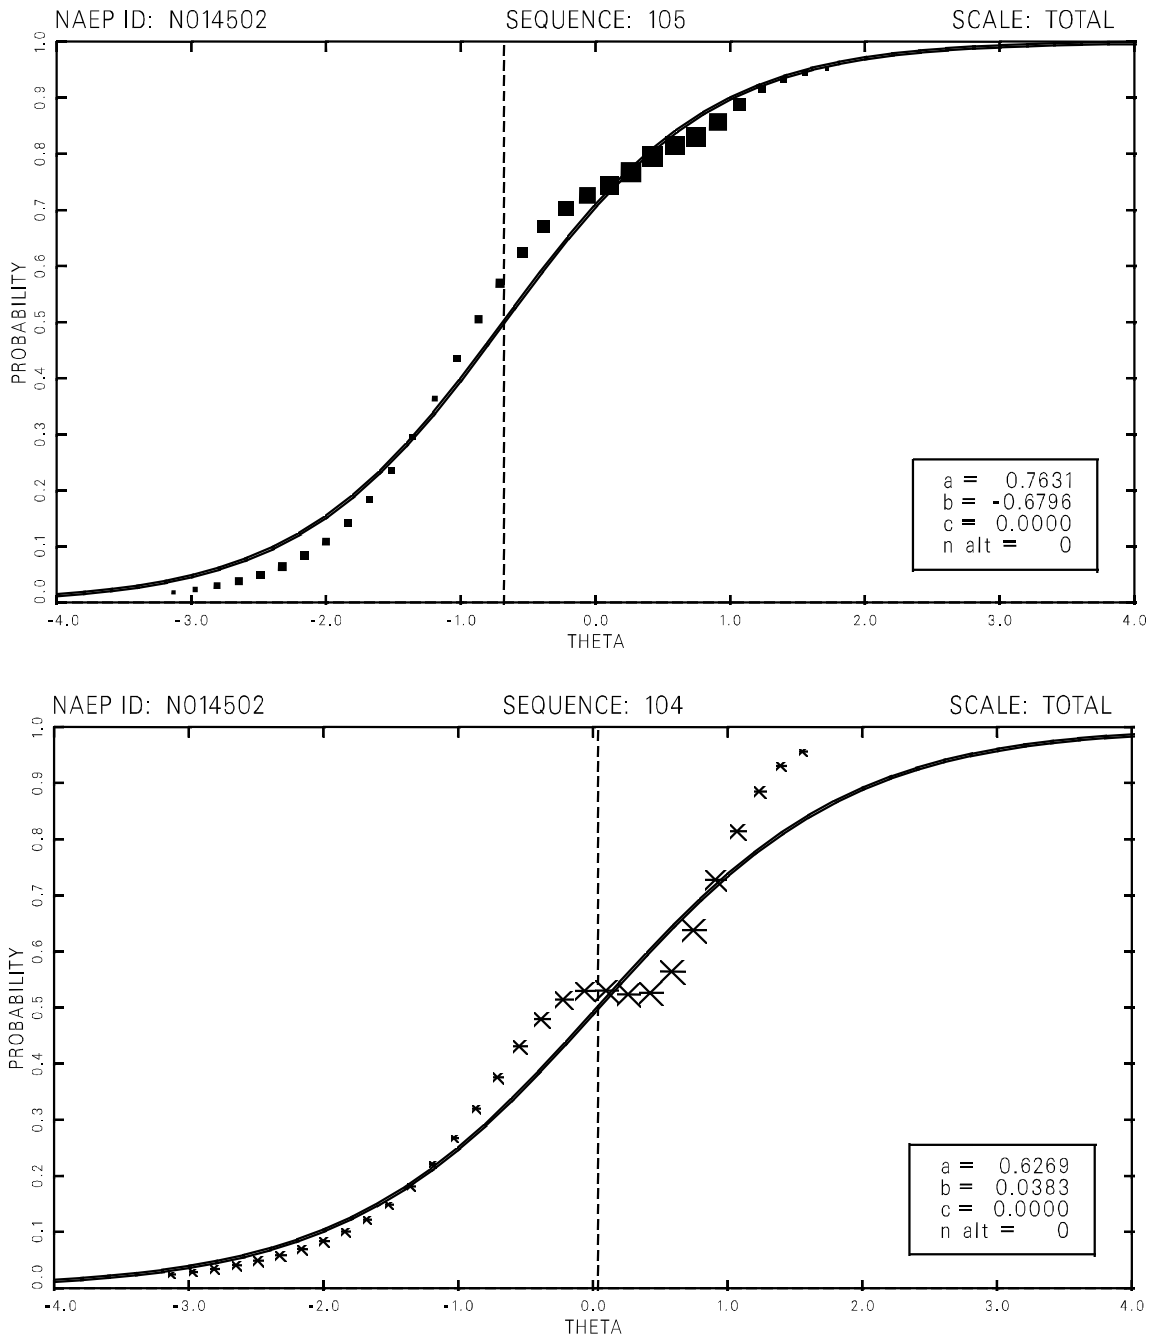 NAEP ID: N014502 SEQUENCE: 105 SCALE: TOTAL
1.0
0.9
0.8
0.7
0.6
0.5
0.4
0.3
0.2
0.1
0.0
PROBABILITY
a = 0.7631
b = -0.6796
c = 0.0000
n alt = 0
-4.0 -3.0 -2.0 -1.0 0.0 1.0 2.0 3.0 4.0
THETA
NAEP ID: N014502 SEQUENCE: 104 SCALE: TOTAL
1.0
0.9
0.8
0.7
0.6
0.5
0.4
0.3
0.2
0.1
0.0
PROBABILITY
a = 0.6269
b = 0.0383
c = 0.0000
n alt = 0
-4.0 -3.0 -2.0 -1.0 0.0 1.0 2.0 3.0 4.0
THETA